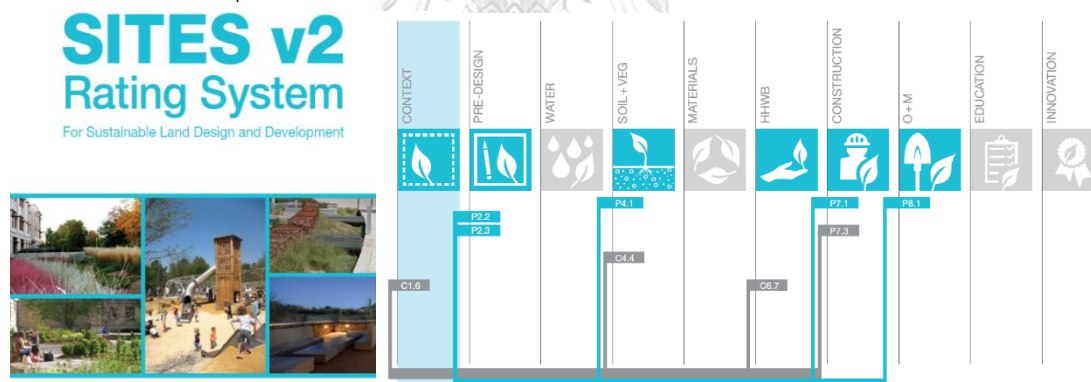 SITES v2
Rating System
For Sustainable Land Design and Development
CONTEXT
PRE-DESIGN
WATER
SOIL+VEG
MATERIALS
HHWB
CONSTRUCTION
O+M
EDUCATION
INNOVATION
P2.2
P2.3
P4.1
P7.1
P8.1
P7.3
C4.4
C1.6
C6.7